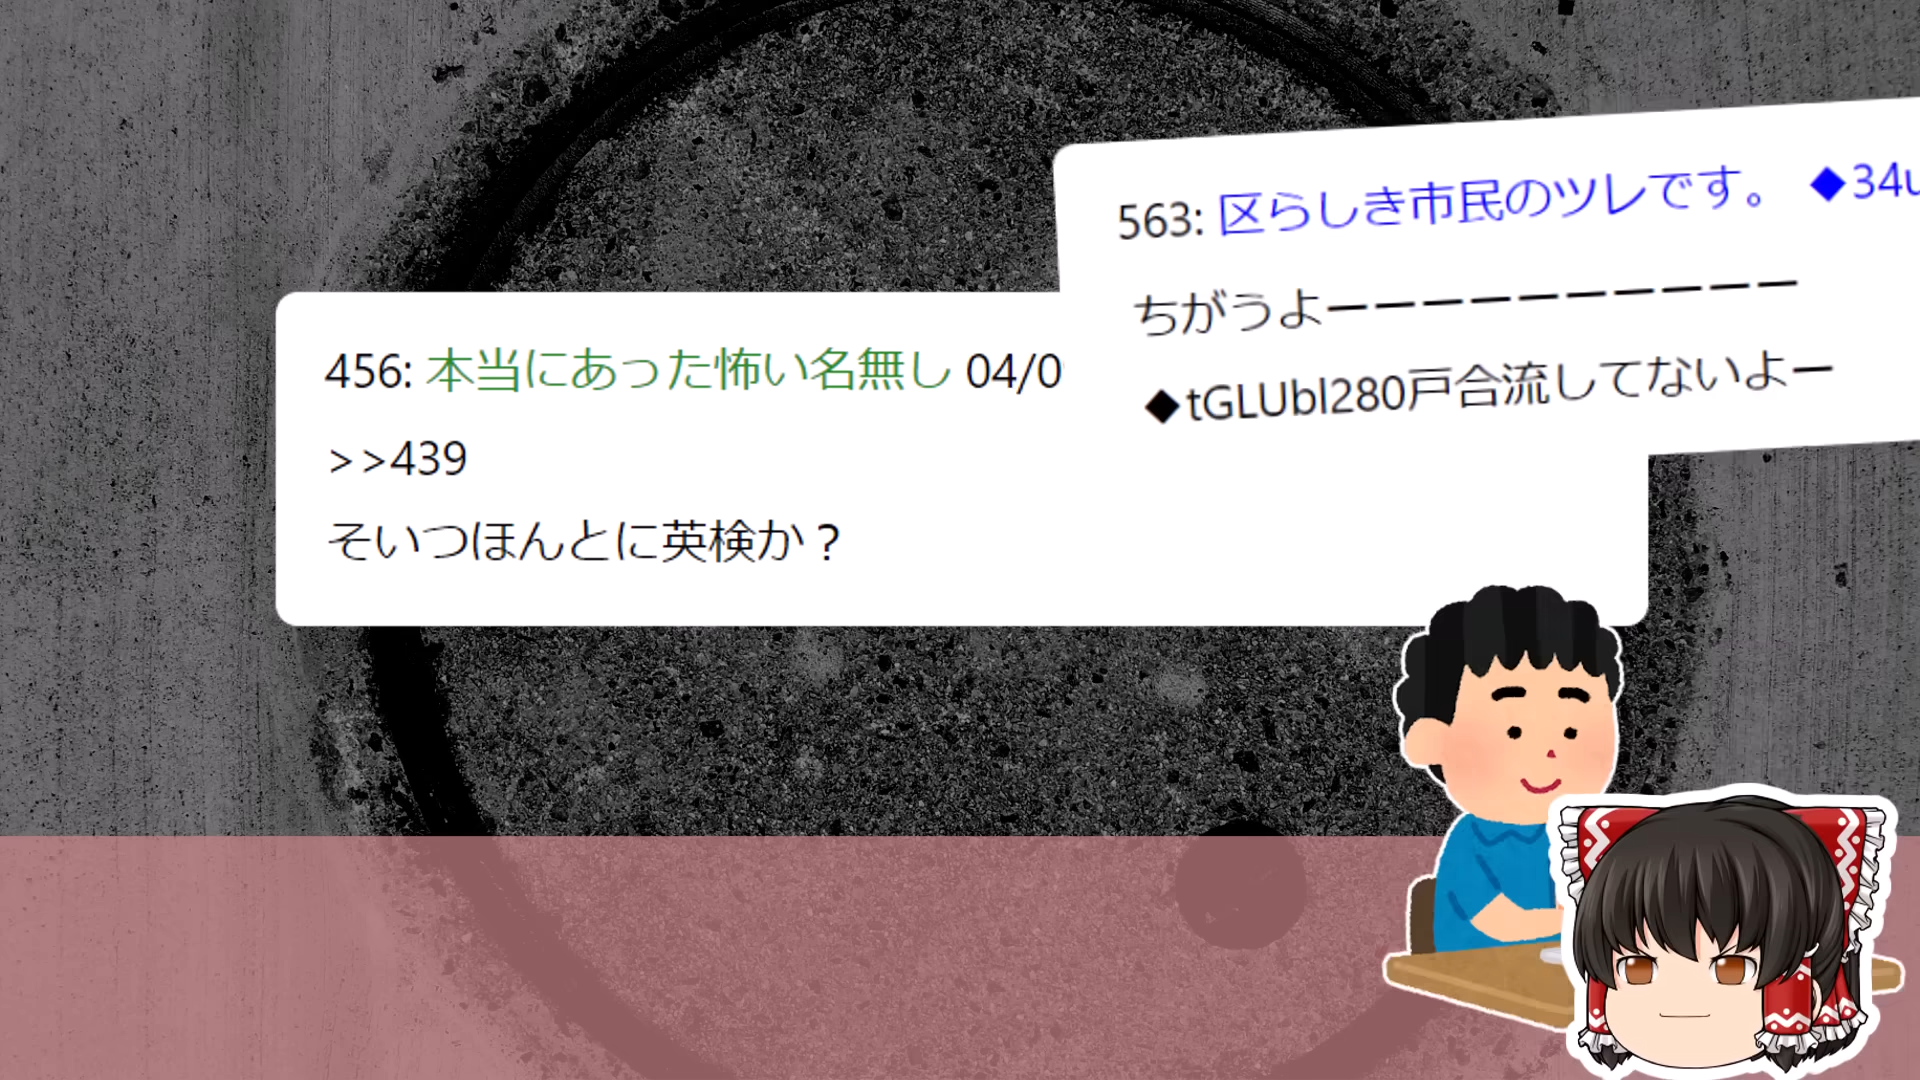 456: 本当にあった怖い名無し 04/0
>>439
そいつほんとに英検か？
563: 区らしき市民のツレです。 ◆34u
ちがうよーーーーーーーーーーー
◆tGLUbl280戸合流してないよー